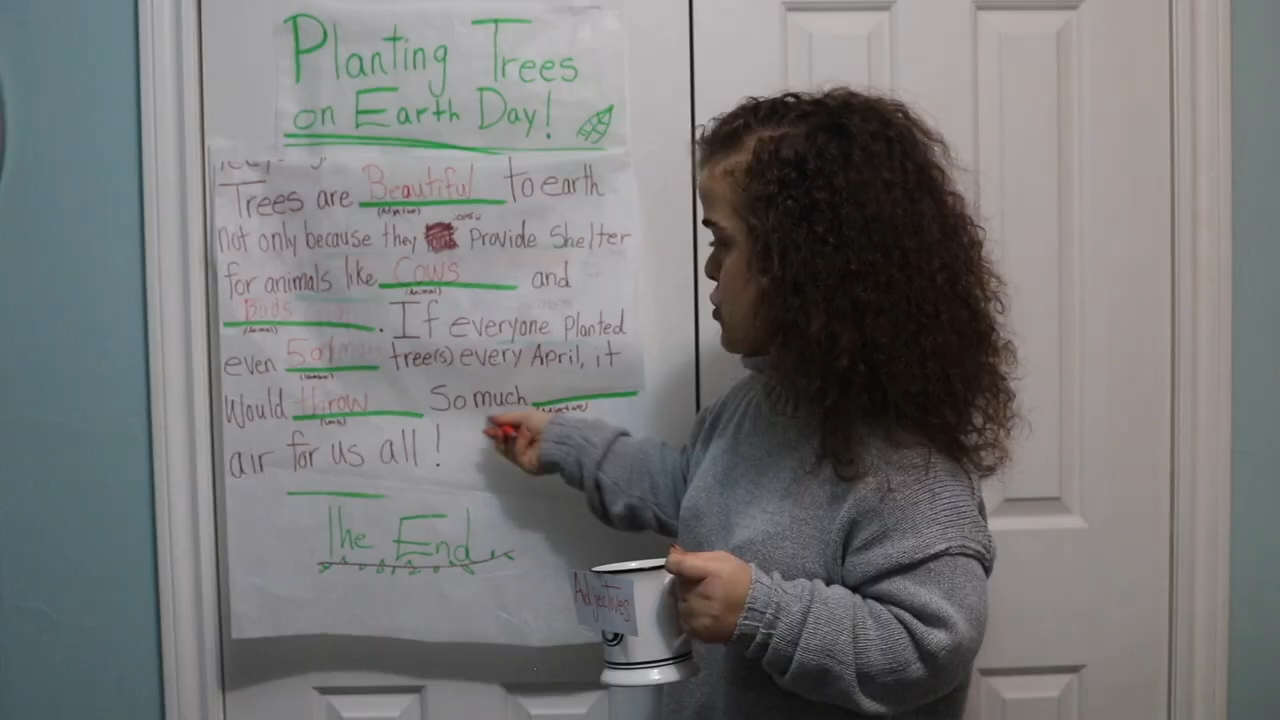 Planting Trees
on Earth Day!
Trees are Beautiful to earth
(Adjective)
not only because they provide shelter
for animals like Cows and
(Animal)
Birds. If everyone planted
(Animal)
even 50 tree(s) every April, it
(Number)
Would throw So much
(verb) (Adjective)
air for us all!
The End
Adjectives